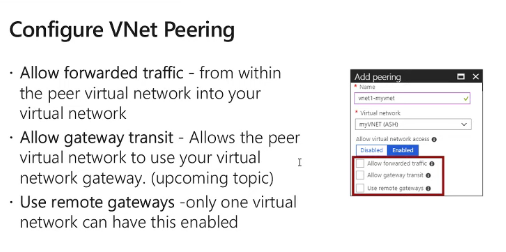 Configure VNet Peering
· Allow forwarded traffic - from within
the peer virtual network into your
virtual network
· Allow gateway transit - Allows the peer
virtual network to use your virtual
network gateway. (upcoming topic)
· Use remote gateways -only one virtual
network can have this enabled
Add peering
* Name
vnet1-myvnet
* Virtual network
myVNET (ASH)
Allow virtual network access
Disabled Enabled
Allow forwarded traffic
Allow gateway transit
Use remote gateways